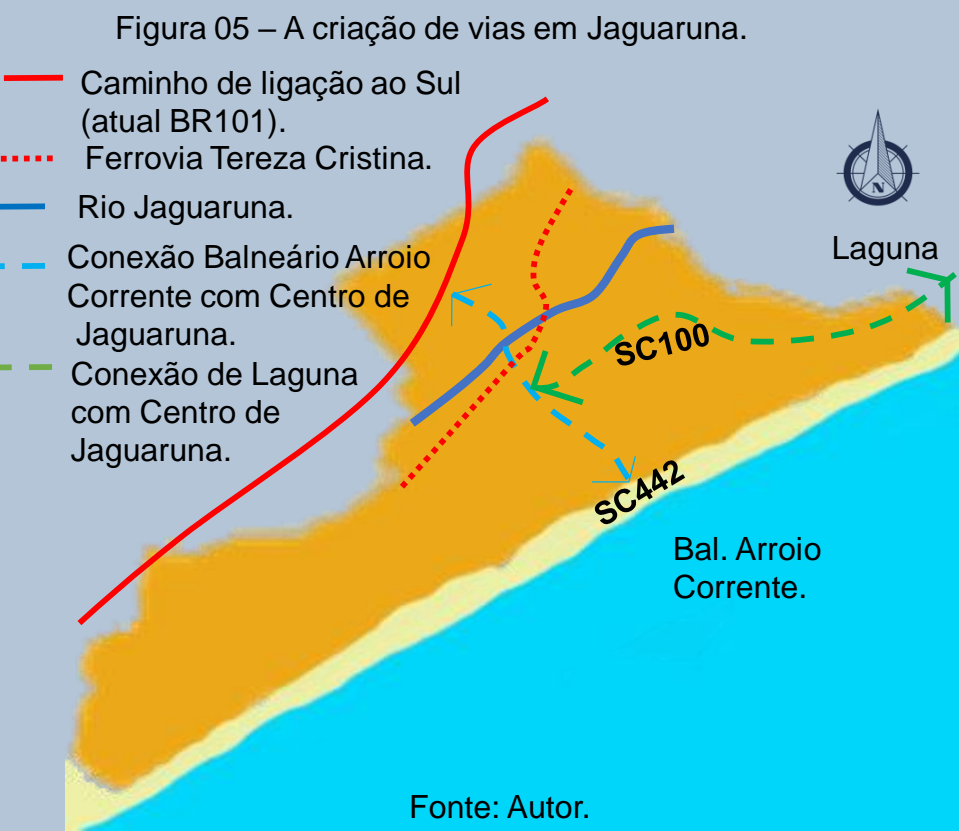 Figura 05 – A criação de vias em Jaguaruna.
Caminho de ligação ao Sul
(atual BR101).
Ferrovia Tereza Cristina.
Rio Jaguaruna.
Conexão Balneário Arroio
Corrente com Centro de
Jaguaruna.
Conexão de Laguna
com Centro de
Jaguaruna.
N
Laguna
SC100
SC442
Bal. Arroio
Corrente.
Fonte: Autor.